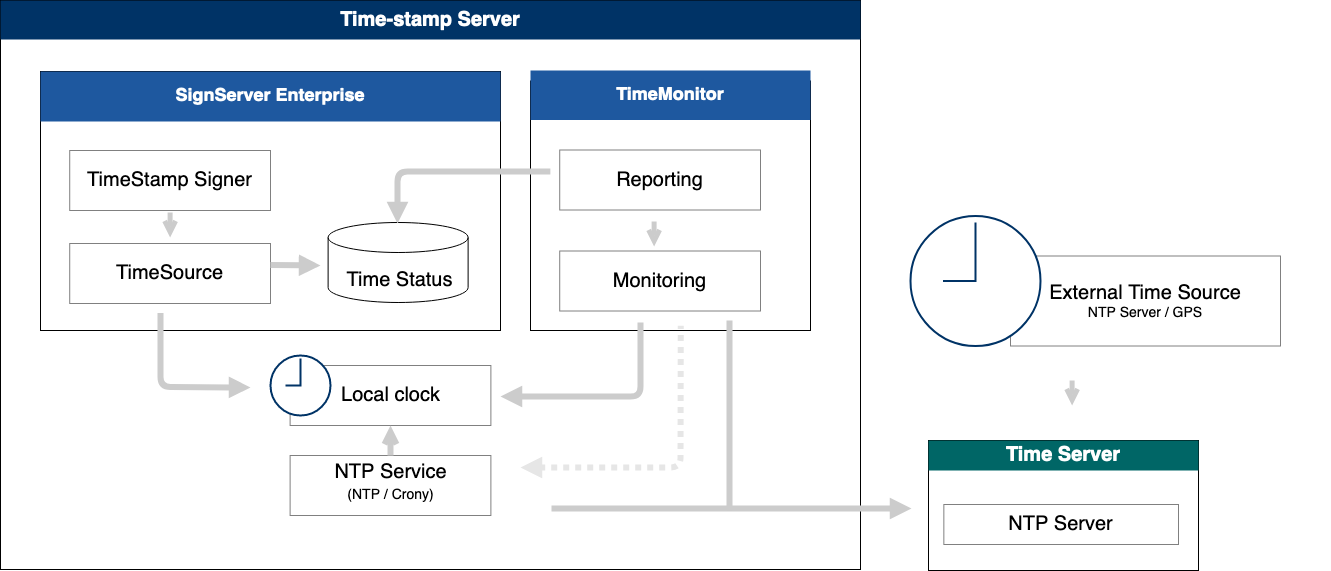 Time-stamp Server
SignServer Enterprise
TimeMonitor
TimeStamp Signer
Reporting
TimeSource
Time Status
Monitoring
Local clock
NTP Service
(NTP / Crony)
External Time Source
NTP Server / GPS
Time Server
NTP Server